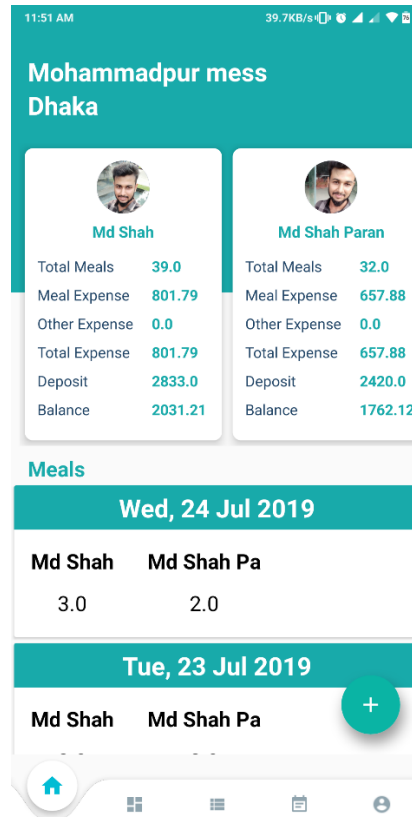 11:51 AM 39.7KB/s
Mohammadpur mess
Dhaka
Md Shah
Total Meals 39.0
Meal Expense 801.79
Other Expense 0.0
Total Expense 801.79
Deposit 2833.0
Balance 2031.21
Md Shah Paran
Total Meals 32.0
Meal Expense 657.88
Other Expense 0.0
Total Expense 657.88
Deposit 2420.0
Balance 1762.12
Meals
Wed, 24 Jul 2019
Md Shah Md Shah Pa
3.0 2.0
Tue, 23 Jul 2019
Md Shah Md Shah Pa
+